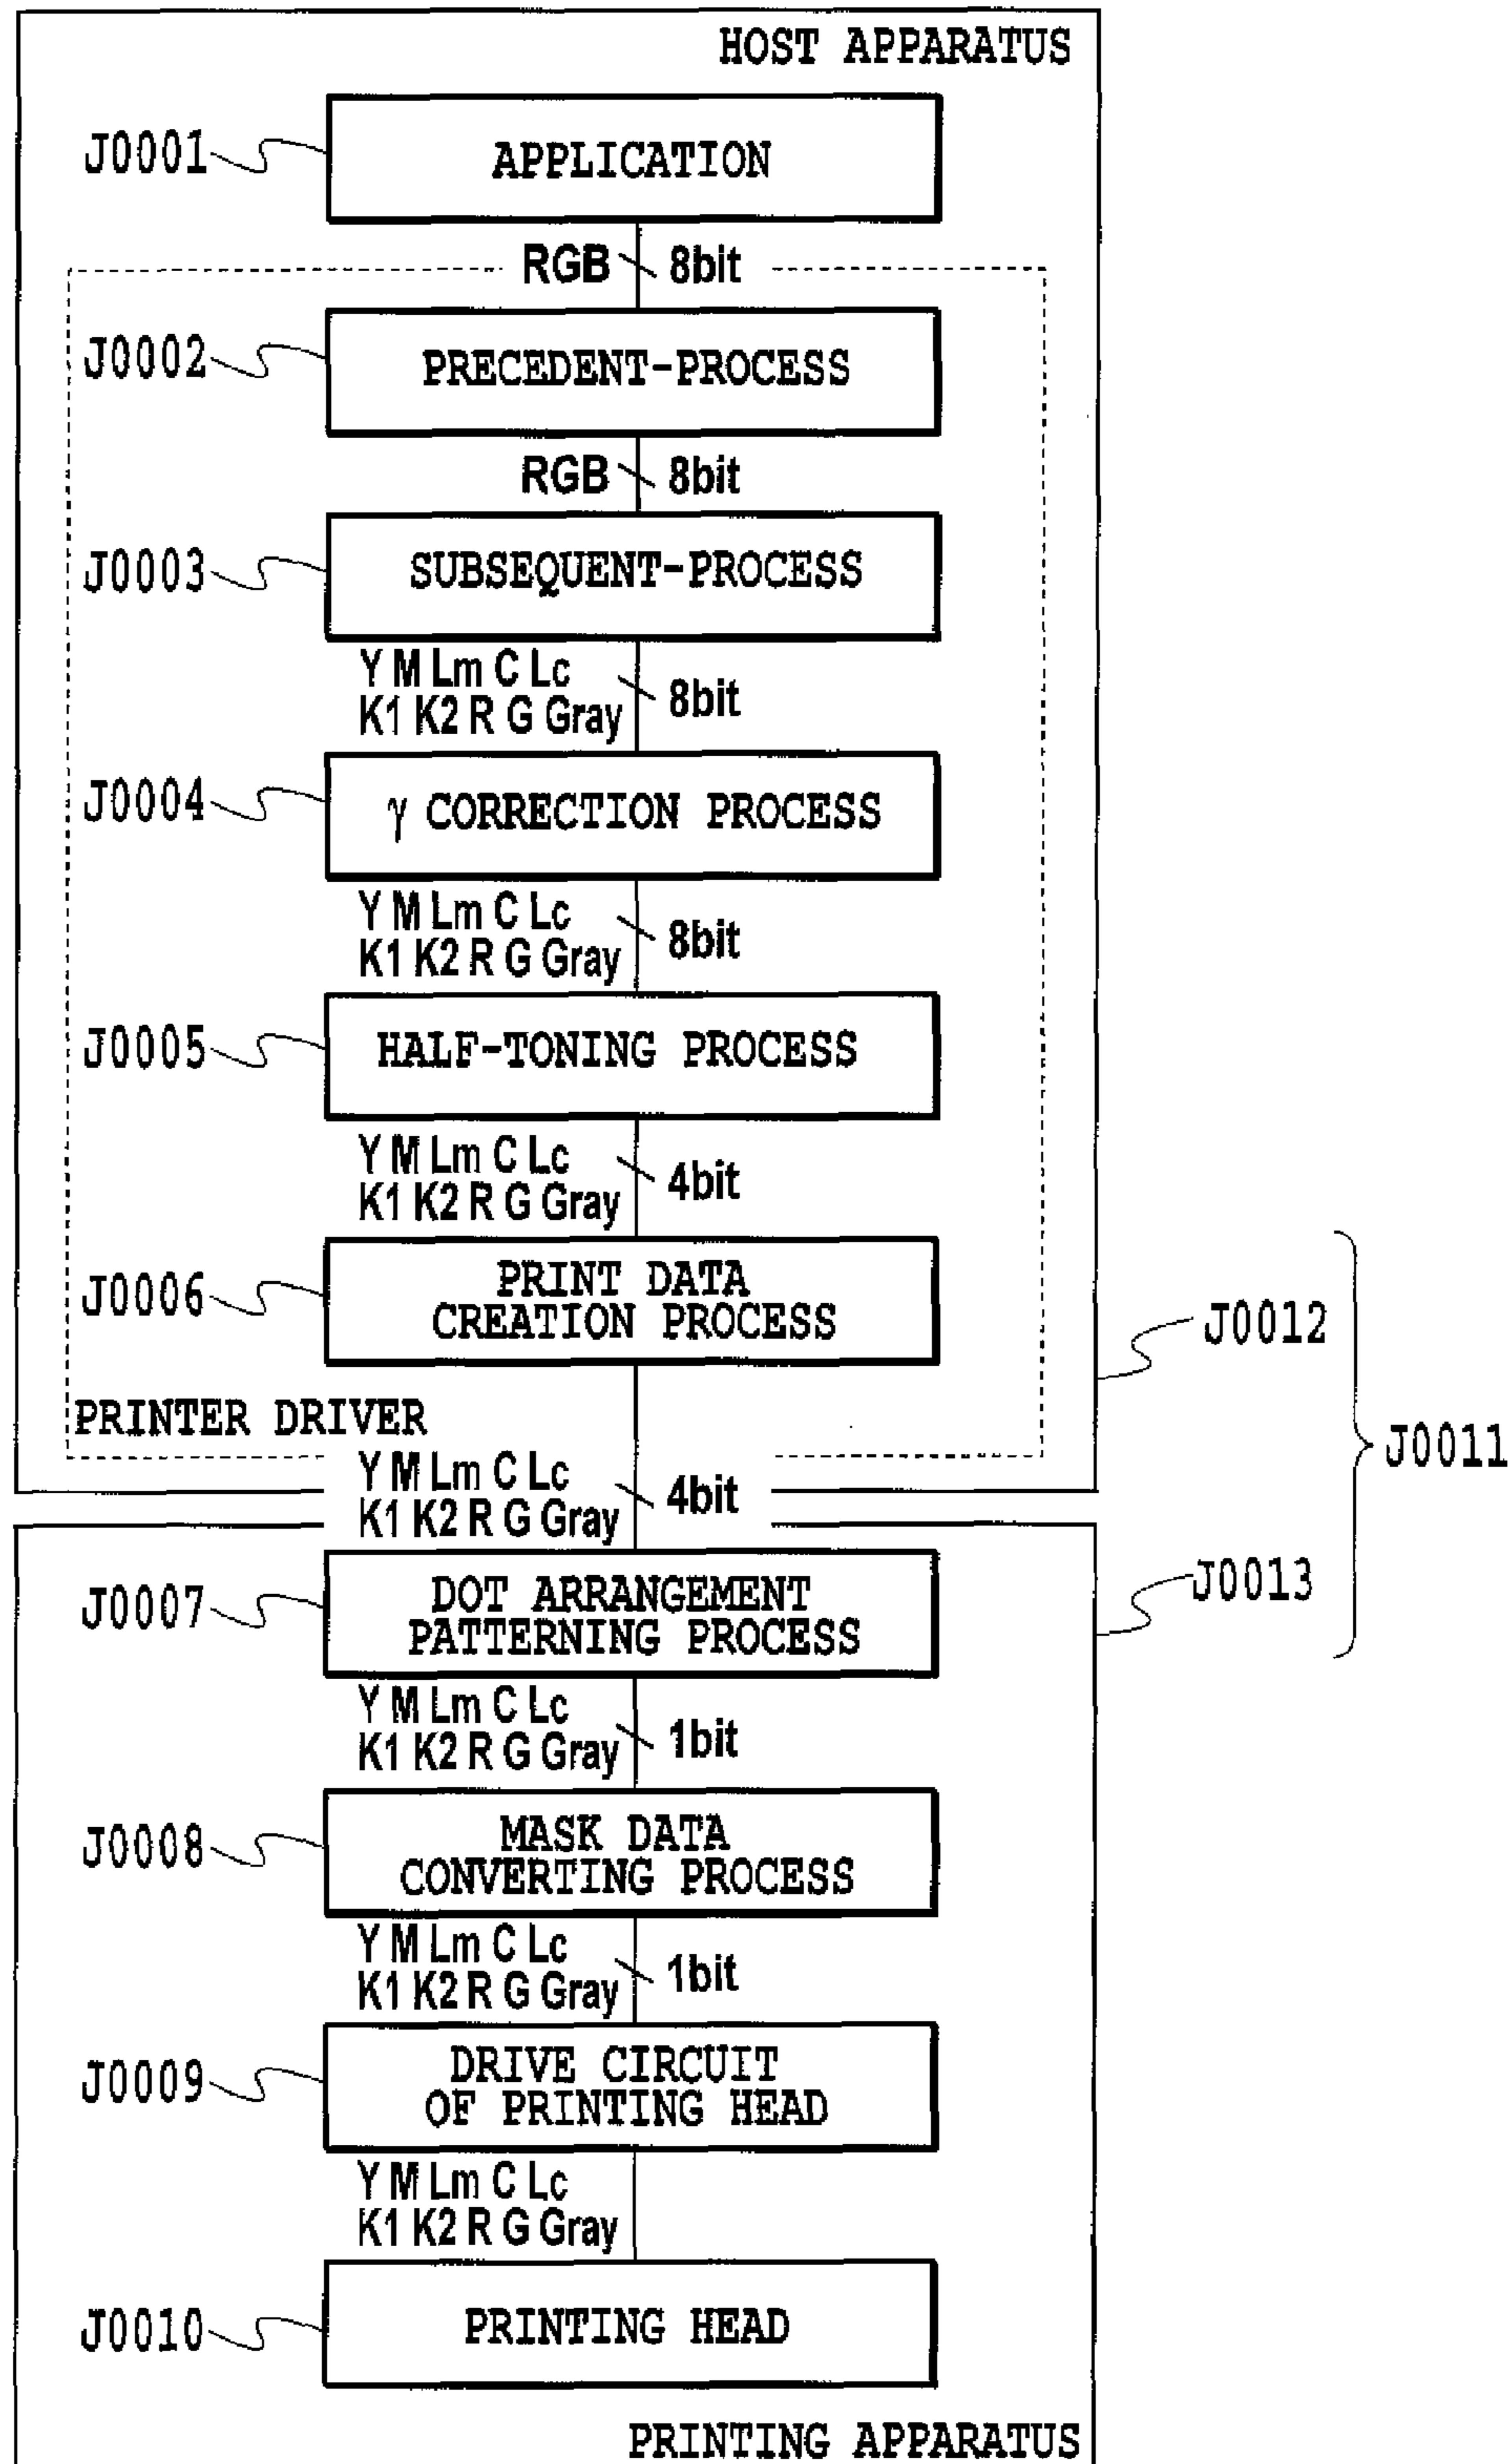 HOST APPARATUS
J0001
APPLICATION
RGB 8bit
J0002
PRECEDENT-PROCESS
RGB 8bit
J0003
SUBSEQUENT-PROCESS
Y M Lm C Lc
K1 K2 R G Gray
8bit
J0004
γ CORRECTION PROCESS
Y M Lm C Lc
K1 K2 R G Gray
8bit
J0005
HALF-TONING PROCESS
Y M Lm C Lc
K1 K2 R G Gray
4bit
J0006
PRINT DATA
CREATION PROCESS
J0012
PRINTER DRIVER
J0011
Y M Lm C Lc
K1 K2 R G Gray
4bit
J0007
DOT ARRANGEMENT
PATTERNING PROCESS
J0013
Y M Lm C Lc
K1 K2 R G Gray
1bit
J0008
MASK DATA
CONVERTING PROCESS
Y M Lm C Lc
K1 K2 R G Gray
1bit
J0009
DRIVE CIRCUIT
OF PRINTING HEAD
Y M Lm C Lc
K1 K2 R G Gray
J0010
PRINTING HEAD
PRINTING APPARATUS